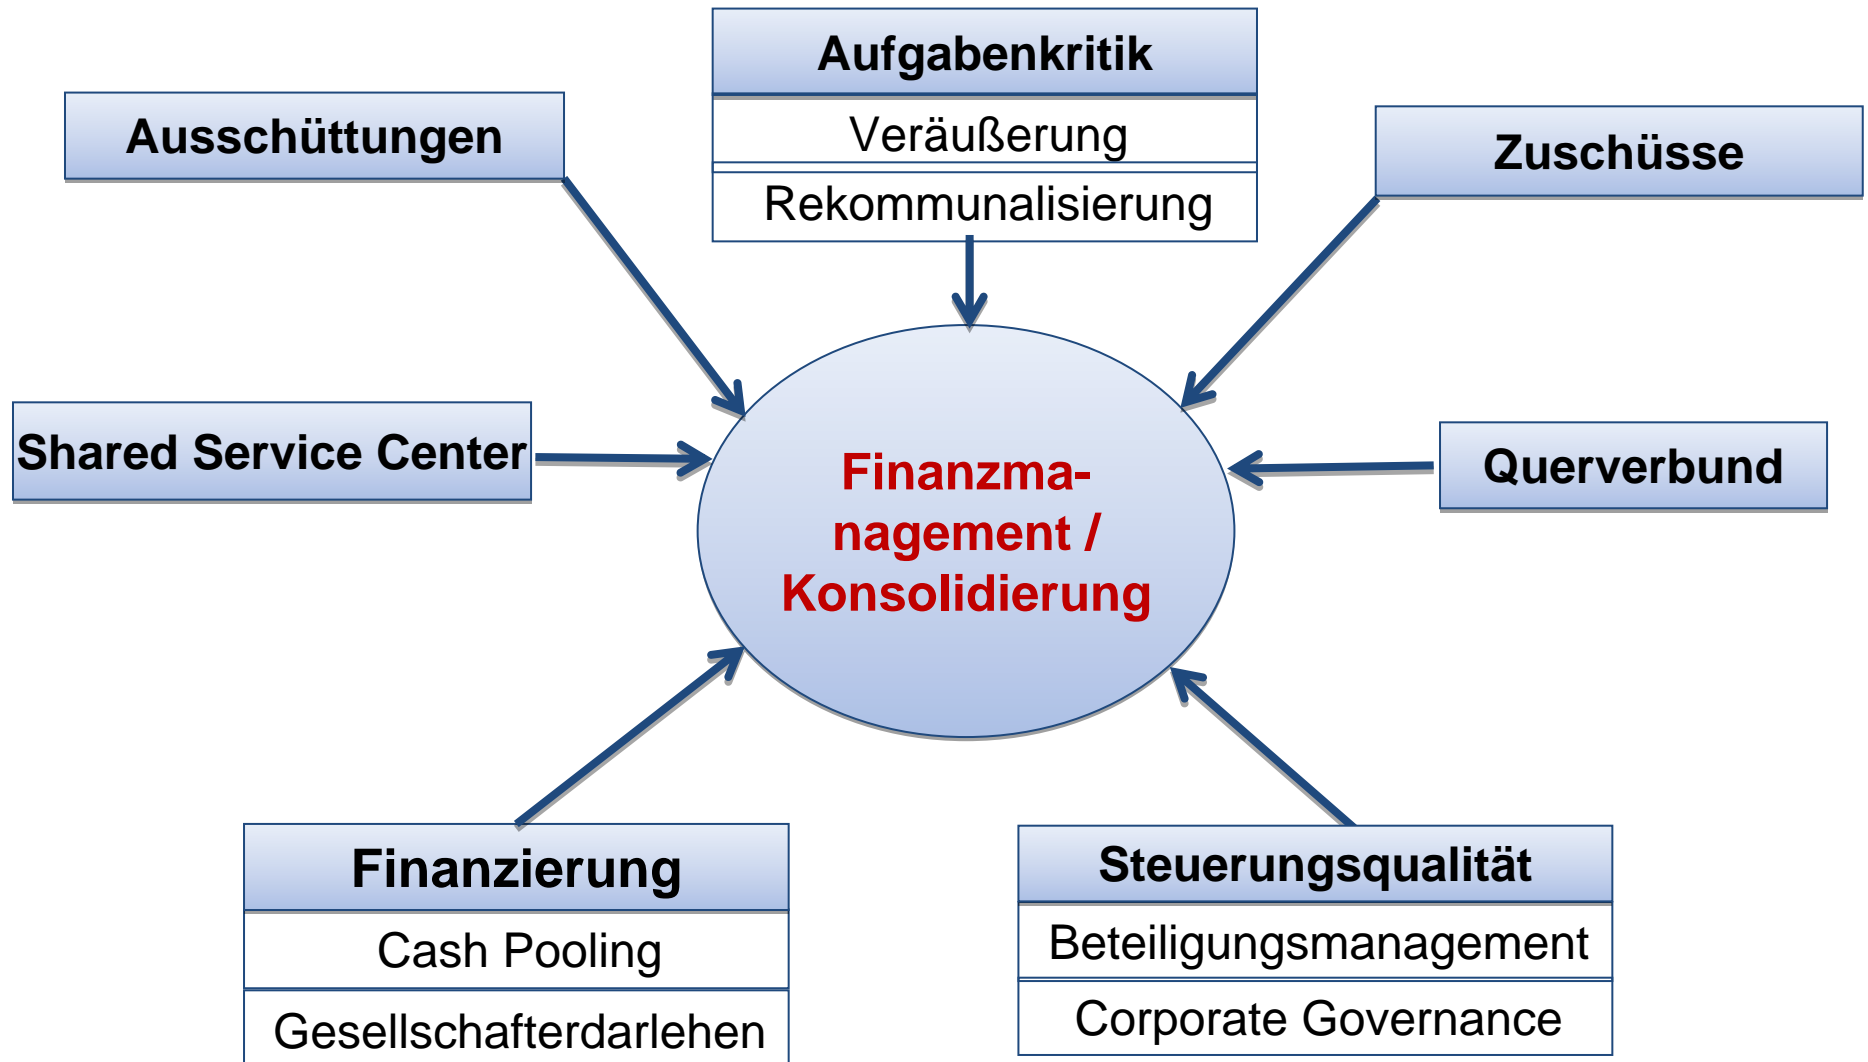 Aufgabenkritik
Veräußerung
Rekommunalisierung
Ausschüttungen
Zuschüsse
Shared Service Center
Querverbund
Finanzma-
nagement /
Konsolidierung
Finanzierung
Cash Pooling
Gesellschafterdarlehen
Steuerungsqualität
Beteiligungsmanagement
Corporate Governance